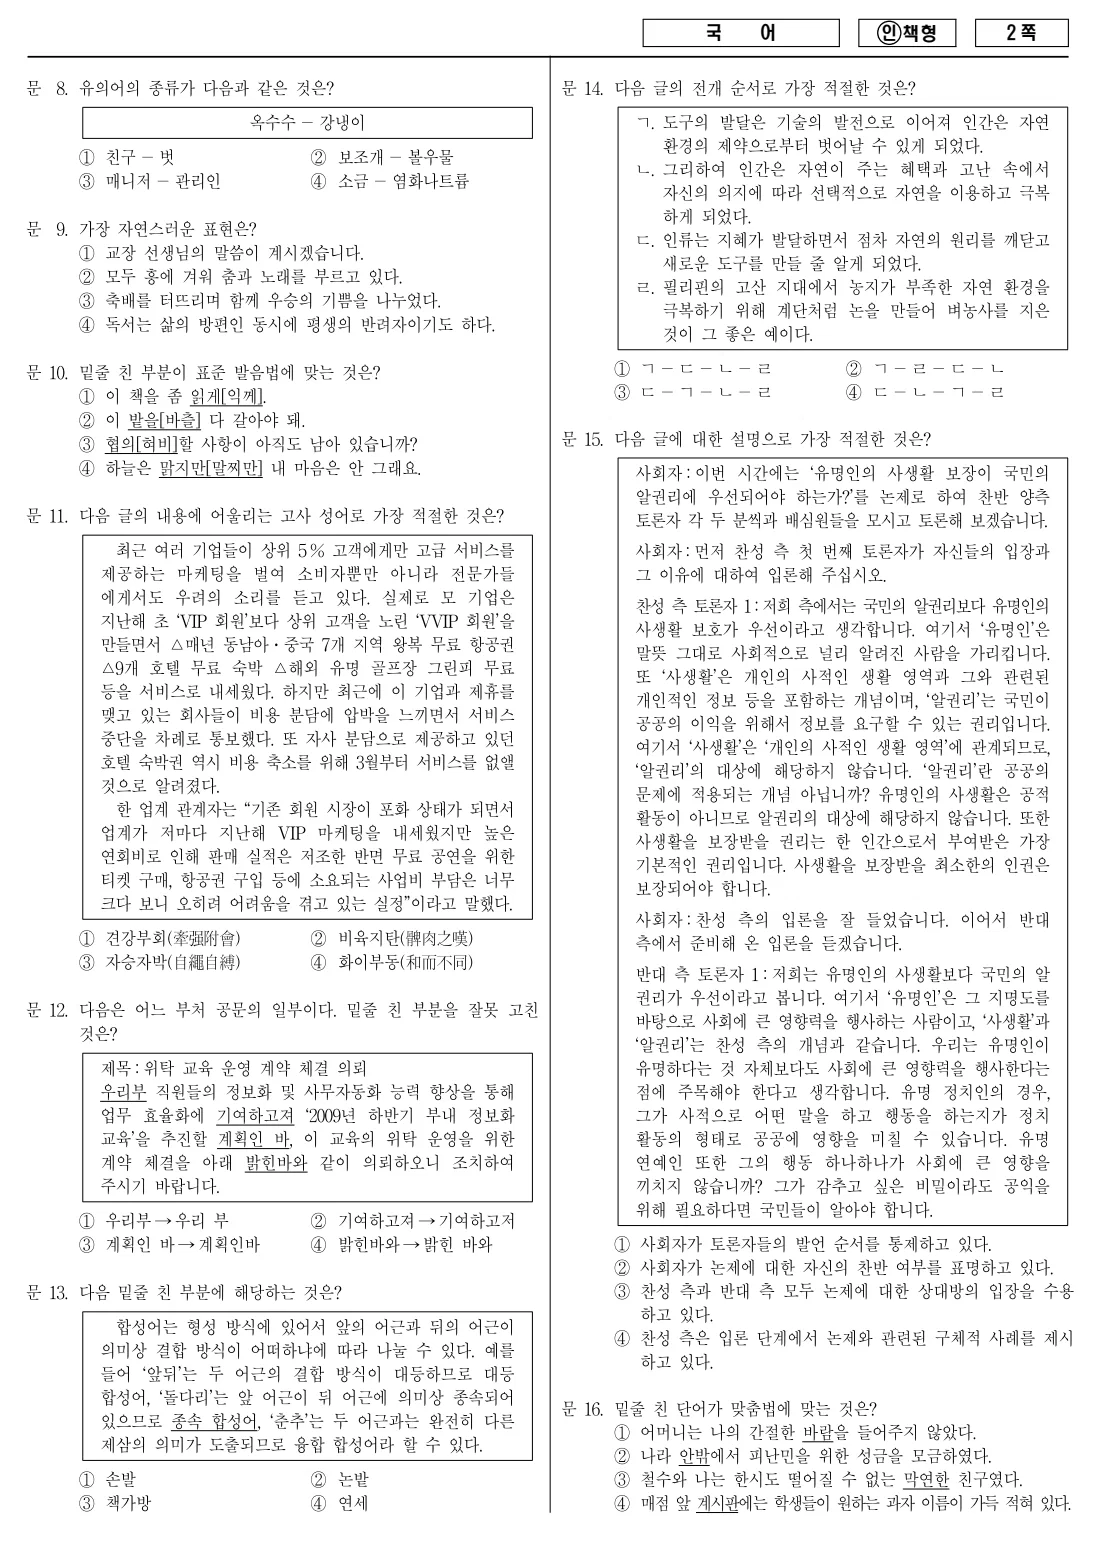 국 어
인책형
2쪽
문 8. 유의어의 종류가 다음과 같은 것은?
옥수수 - 강냉이
① 친구 - 벗
② 보조개 - 볼우물
③ 매니저 - 관리인
④ 소금 - 염화나트륨
문 9. 가장 자연스러운 표현은?
① 교장 선생님의 말씀이 계시겠습니다.
② 모두 흥에 겨워 춤과 노래를 부르고 있다.
③ 축배를 터뜨리며 함께 우승의 기쁨을 나누었다.
④ 독서는 삶의 방편인 동시에 평생의 반려자이기도 하다.
문 10. 밑줄 친 부분이 표준 발음법에 맞는 것은?
① 이 책을 좀 읽게[익께].
② 이 밭을[바츨] 다 갈아야 돼.
③ 협의[혀비]할 사항이 아직도 남아 있습니까?
④ 하늘은 맑지만[말찌만] 내 마음은 안 그래요.
문 11. 다음 글의 내용에 어울리는 고사 성어로 가장 적절한 것은?
최근 여러 기업들이 상위 5% 고객에게만 고급 서비스를
제공하는 마케팅을 벌여 소비자뿐만 아니라 전문가들
에게서도 우려의 소리를 듣고 있다. 실제로 모 기업은
지난해 초 ‘VIP 회원’보다 상위 고객을 노린 ‘VVIP 회원’을
만들면서 △매년 동남아·중국 7개 지역 왕복 무료 항공권
△9개 호텔 무료 숙박 △해외 유명 골프장 그린피 무료
등을 서비스로 내세웠다. 하지만 최근에 이 기업과 제휴를
맺고 있는 회사들이 비용 분담에 압박을 느끼면서 서비스
중단을 차례로 통보했다. 또 자사 분담으로 제공하고 있던
호텔 숙박권 역시 비용 축소를 위해 3월부터 서비스를 없앨
것으로 알려졌다.
한 업계 관계자는 “기존 회원 시장이 포화 상태가 되면서
업계가 저마다 지난해 VIP 마케팅을 내세웠지만 높은
연회비로 인해 판매 실적은 저조한 반면 무료 공연을 위한
티켓 구매, 항공권 구입 등에 소요되는 사업비 부담은 너무
크다 보니 오히려 어려움을 겪고 있는 실정”이라고 말했다.
① 견강부회(牽强附會)
② 비육지탄(髀肉之嘆)
③ 자승자박(自繩自縛)
④ 화이부동(和而不同)
문 12. 다음은 어느 부처 공문의 일부이다. 밑줄 친 부분을 잘못 고친
것은?
제목 : 위탁 교육 운영 계약 체결 의뢰
우리부 직원들의 정보화 및 사무자동화 능력 향상을 통해
업무 효율화에 기여하고져 ‘2009년 하반기 부내 정보화
교육’을 추진할 계획인 바, 이 교육의 위탁 운영을 위한
계약 체결을 아래 밝힌바와 같이 의뢰하오니 조치하여
주시기 바랍니다.
① 우리부 → 우리 부
② 기여하고져 → 기여하고저
③ 계획인 바 → 계획인바
④ 밝힌바와 → 밝힌 바와
문 13. 다음 밑줄 친 부분에 해당하는 것은?
합성어는 형성 방식에 있어서 앞의 어근과 뒤의 어근이
의미상 결합 방식이 어떠하냐에 따라 나눌 수 있다. 예를
들어 ‘앞뒤’는 두 어근의 결합 방식이 대등하므로 대등
합성어, ‘돌다리’는 앞 어근이 뒤 어근에 의미상 종속되어
있으므로 종속 합성어, ‘춘추’는 두 어근과는 완전히 다른
제삼의 의미가 도출되므로 융합 합성어라 할 수 있다.
① 손발
② 논밭
③ 책가방
④ 연세
문 14. 다음 글의 전개 순서로 가장 적절한 것은?
ㄱ. 도구의 발달은 기술의 발전으로 이어져 인간은 자연
환경의 제약으로부터 벗어날 수 있게 되었다.
ㄴ. 그리하여 인간은 자연이 주는 혜택과 고난 속에서
자신의 의지에 따라 선택적으로 자연을 이용하고 극복
하게 되었다.
ㄷ. 인류는 지혜가 발달하면서 점차 자연의 원리를 깨닫고
새로운 도구를 만들 줄 알게 되었다.
ㄹ. 필리핀의 고산 지대에서 농지가 부족한 자연 환경을
극복하기 위해 계단처럼 논을 만들어 벼농사를 지은
것이 그 좋은 예이다.
① ㄱ - ㄷ - ㄴ - ㄹ
② ㄱ - ㄹ - ㄷ - ㄴ
③ ㄷ - ㄱ - ㄴ - ㄹ
④ ㄷ - ㄴ - ㄱ - ㄹ
문 15. 다음 글에 대한 설명으로 가장 적절한 것은?
사회자 : 이번 시간에는 ‘유명인의 사생활 보장이 국민의
알권리에 우선되어야 하는가?’를 논제로 하여 찬반 양측
토론자 각 두 분씩과 배심원들을 모시고 토론해 보겠습니다.
사회자 : 먼저 찬성 측 첫 번째 토론자가 자신들의 입장과
그 이유에 대하여 입론해 주십시오.
찬성 측 토론자 1 : 저희 측에서는 국민의 알권리보다 유명인의
사생활 보호가 우선이라고 생각합니다. 여기서 ‘유명인’은
말뜻 그대로 사회적으로 널리 알려진 사람을 가리킵니다.
또 ‘사생활’은 개인의 사적인 생활 영역과 그와 관련된
개인적인 정보 등을 포함하는 개념이며, ‘알권리’는 국민이
공공의 이익을 위해서 정보를 요구할 수 있는 권리입니다.
여기서 ‘사생활’은 ‘개인의 사적인 생활 영역’에 관계되므로,
‘알권리’의 대상에 해당하지 않습니다. ‘알권리’란 공공의
문제에 적용되는 개념 아닙니까? 유명인의 사생활은 공적
활동이 아니므로 알권리의 대상에 해당하지 않습니다. 또한
사생활을 보장받을 권리는 한 인간으로서 부여받은 가장
기본적인 권리입니다. 사생활을 보장받을 최소한의 인권은
보장되어야 합니다.
사회자 : 찬성 측의 입론을 잘 들었습니다. 이어서 반대
측에서 준비해 온 입론을 듣겠습니다.
반대 측 토론자 1 : 저희는 유명인의 사생활보다 국민의 알
권리가 우선이라고 봅니다. 여기서 ‘유명인’은 그 지명도를
바탕으로 사회에 큰 영향력을 행사하는 사람이고, ‘사생활’과
‘알권리’는 찬성 측의 개념과 같습니다. 우리는 유명인이
유명하다는 것 자체보다도 사회에 큰 영향력을 행사한다는
점에 주목해야 한다고 생각합니다. 유명 정치인의 경우,
그가 사적으로 어떤 말을 하고 행동을 하는지가 정치
활동의 형태로 공공에 영향을 미칠 수 있습니다. 유명
연예인 또한 그의 행동 하나하나가 사회에 큰 영향을
끼치지 않습니까? 그가 감추고 싶은 비밀이라도 공익을
위해 필요하다면 국민들이 알아야 합니다.
① 사회자가 토론자들의 발언 순서를 통제하고 있다.
② 사회자가 논제에 대한 자신의 찬반 여부를 표명하고 있다.
③ 찬성 측과 반대 측 모두 논제에 대한 상대방의 입장을 수용
하고 있다.
④ 찬성 측은 입론 단계에서 논제와 관련된 구체적 사례를 제시
하고 있다.
문 16. 밑줄 친 단어가 맞춤법에 맞는 것은?
① 어머니는 나의 간절한 바람을 들어주지 않았다.
② 나라 안밖에서 피난민을 위한 성금을 모금하였다.
③ 철수와 나는 한시도 떨어질 수 없는 막연한 친구였다.
④ 매점 앞 계시판에는 학생들이 원하는 과자 이름이 가득 적혀 있다.